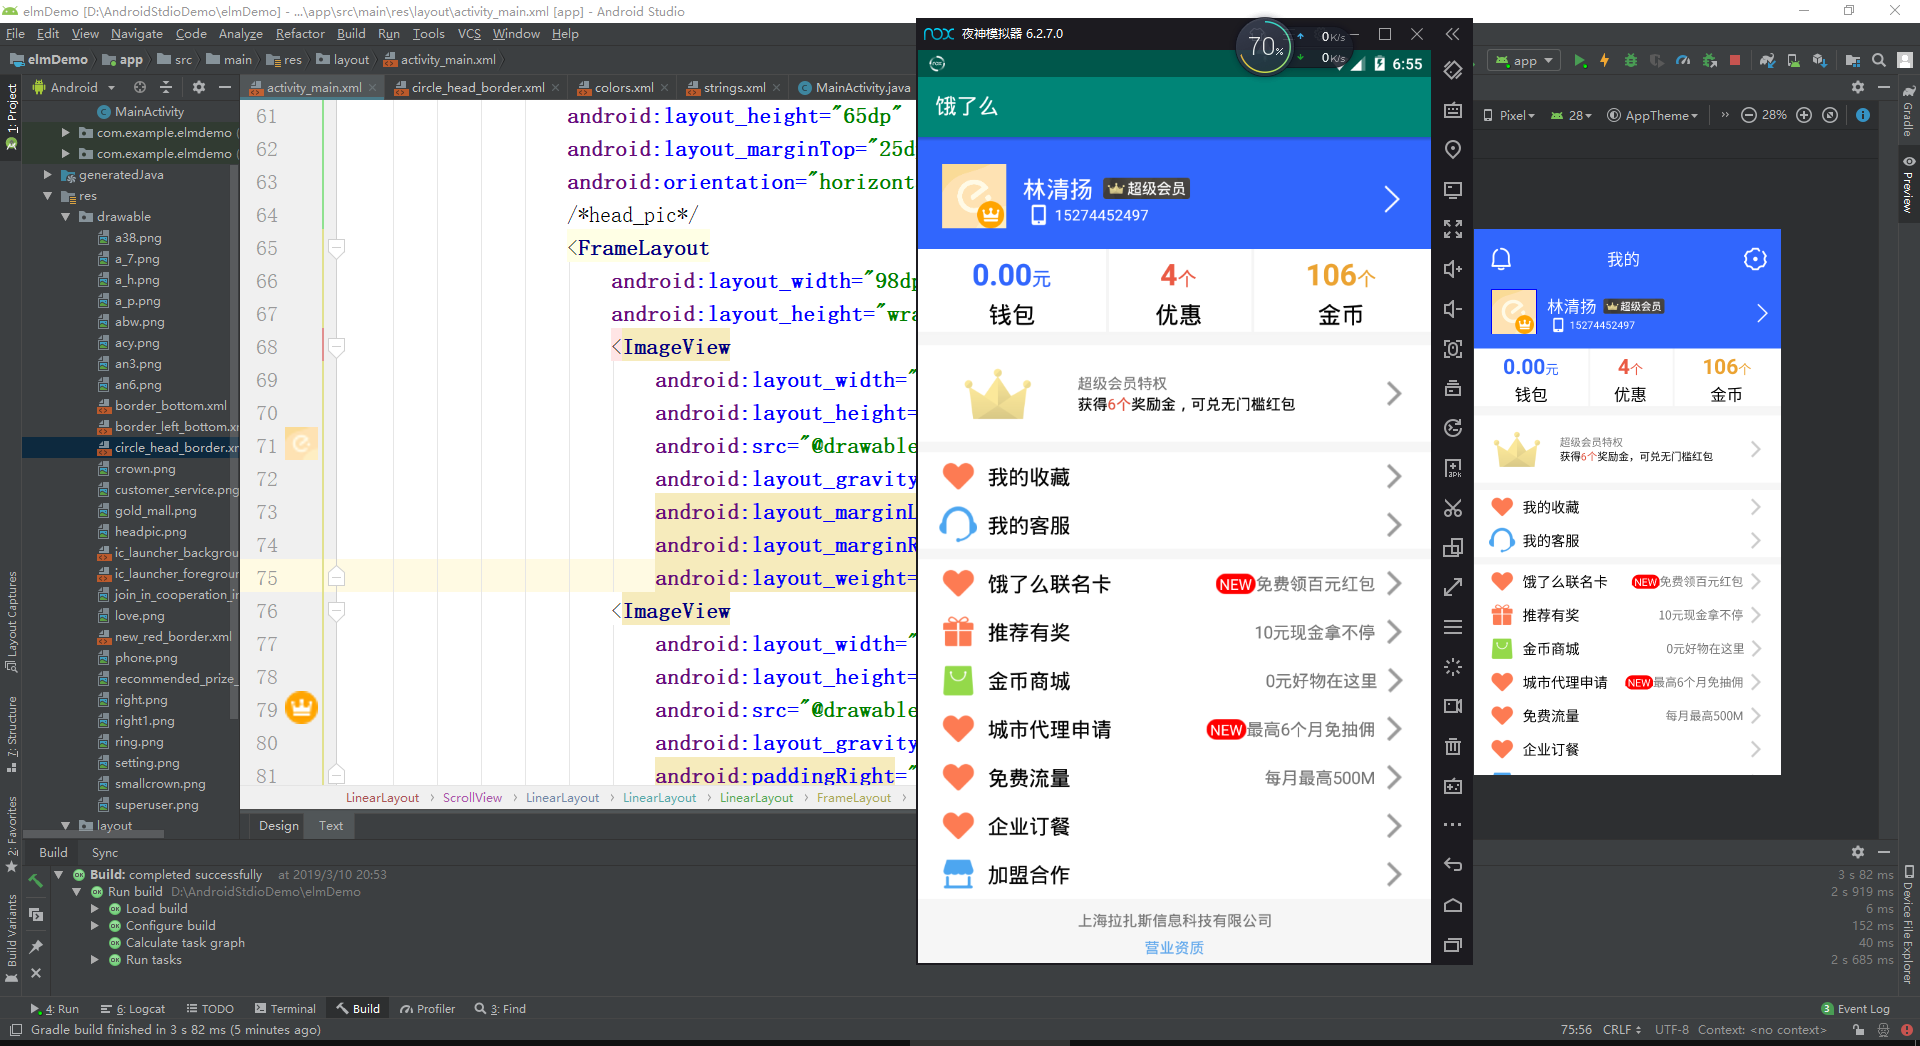 elmDemo [D:\AndroidStdioDemo\elmDemo] - ...\app\src\main\res\layout\activity_main.xml [app] - Android Studio
File Edit View Navigate Code Analyze Refactor Build Run Tools VCS Window Help
elmDemo app src main res layout activity_main.xml
app
Android
activity_main.xml circle_head_border.xml colors.xml strings.xml MainActivity.java
1: Project
7: Structure
Layout Captures
2: Favorites
Build Variants
MainActivity
com.example.elmdemo
com.example.elmdemo
generatedJava
res
drawable
a38.png
a_7.png
a_h.png
a_p.png
abw.png
acy.png
an3.png
an6.png
border_bottom.xml
border_left_bottom.x
circle_head_border.x
crown.png
customer_service.png
gold_mall.png
headpic.png
ic_launcher_backgrou
ic_launcher_foregroun
join_in_cooperation_i
love.png
new_red_border.xml
phone.png
recommended_prize_
right.png
right1.png
ring.png
setting.png
smallcrown.png
superuser.png
layout
61 android:layout_height="65dp"
62 android:layout_marginTop="25d
63 android:orientation="horizont
64 /*head_pic*/
65 <FrameLayout
66 android:layout_width="98dp
67 android:layout_height="wra
68 <ImageView
69 android:layout_width="
70 android:layout_height=
71 android:src="@drawable
72 android:layout_gravity
73 android:layout_marginL
74 android:layout_marginR
75 android:layout_weight=
76 <ImageView
77 android:layout_width="
78 android:layout_height=
79 android:src="@drawable
80 android:layout_gravity
81 android:paddingRight="
LinearLayout › ScrollView › LinearLayout › LinearLayout › LinearLayout › FrameLayout ›
Design Text
nox 夜神模拟器 6.2.7.0
70%
0K/s
0K/s
6:55
饿了么
林清扬 超级会员
15274452497
0.00元 4个 106个
钱包 优惠 金币
超级会员特权
获得6个奖励金，可兑无门槛红包
我的收藏
我的客服
饿了么联名卡 NEW免费领百元红包
推荐有奖 10元现金拿不停
金币商城 0元好物在这里
城市代理申请 NEW最高6个月免抽佣
免费流量 每月最高500M
企业订餐
加盟合作
上海拉扎斯信息科技有限公司
营业资质
Pixel 28 AppTheme 28%
Gradle
Preview
Device File Explorer
我的
林清扬 超级会员
15274452497
0.00元 4个 106个
钱包 优惠 金币
超级会员特权
获得6个奖励金，可兑无门槛红包
我的收藏
我的客服
饿了么联名卡 NEW免费领百元红包
推荐有奖 10元现金拿不停
金币商城 0元好物在这里
城市代理申请 NEW最高6个月免抽佣
免费流量 每月最高500M
企业订餐
Build Sync
Build: completed successfully at 2019/3/10 20:53 3 s 82 ms
Run build D:\AndroidStdioDemo\elmDemo 2 s 919 ms
Load build 6 ms
Configure build 152 ms
Calculate task graph 40 ms
Run tasks 2 s 685 ms
4: Run 6: Logcat TODO Terminal Build Profiler 3: Find
3 Event Log
Gradle build finished in 3 s 82 ms (5 minutes ago)
75:56 CRLF UTF-8 Context: <no context>